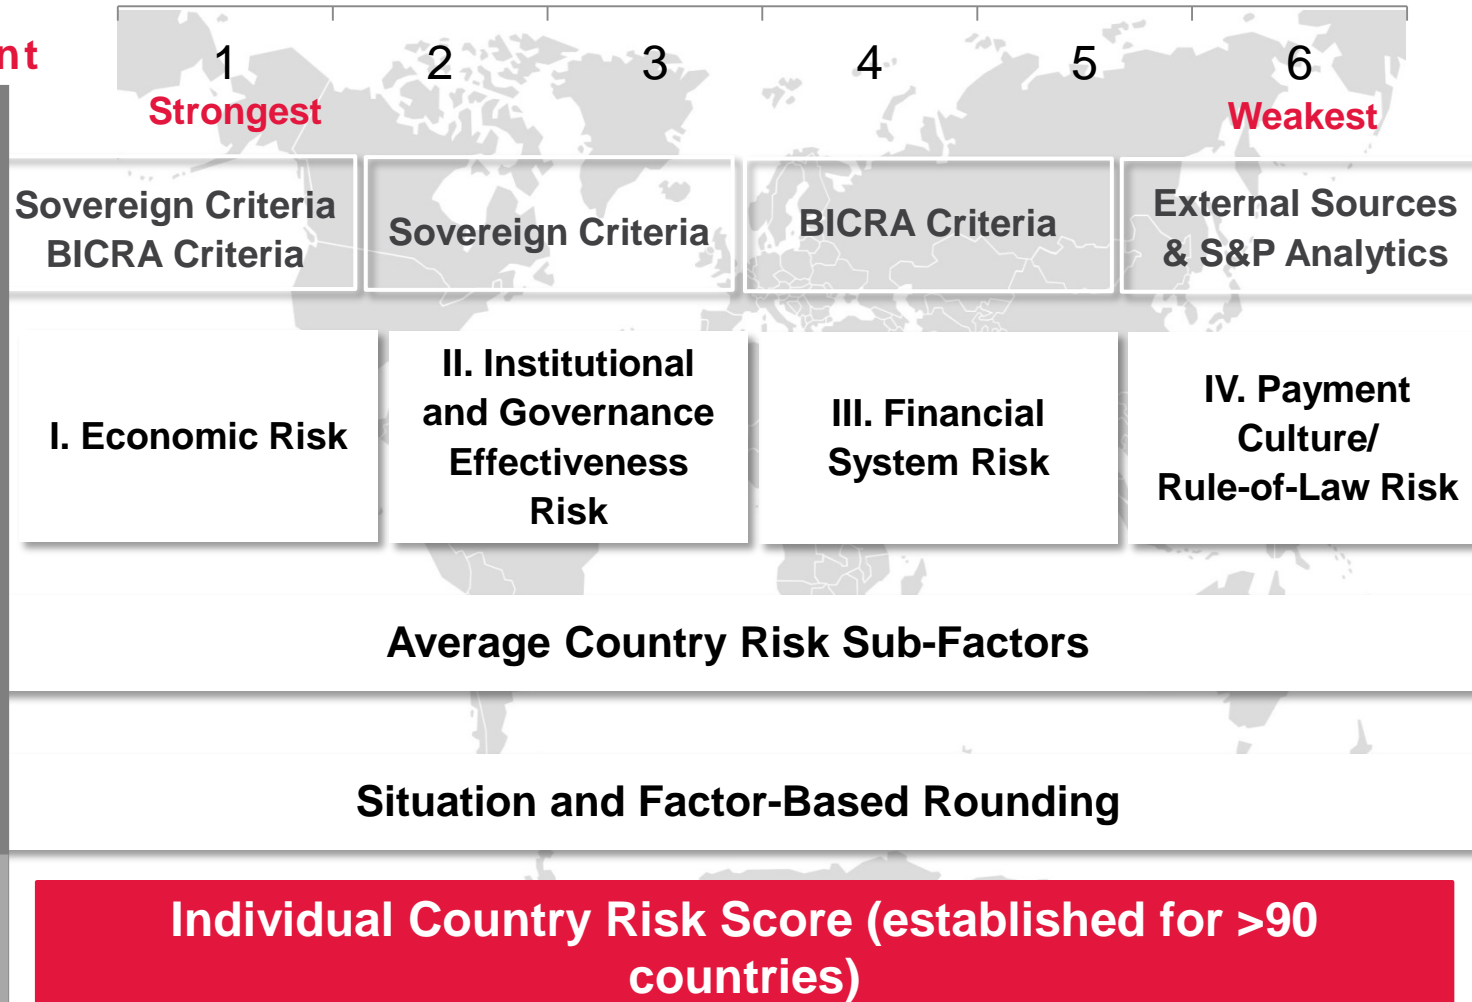 nt
1 2 3 4 5 6
Strongest Weakest
Sovereign Criteria
BICRA Criteria
Sovereign Criteria
BICRA Criteria
External Sources
& S&P Analytics
I. Economic Risk
II. Institutional
and Governance
Effectiveness
Risk
III. Financial
System Risk
IV. Payment
Culture/
Rule-of-Law Risk
Average Country Risk Sub-Factors
Situation and Factor-Based Rounding
Individual Country Risk Score (established for >90
countries)